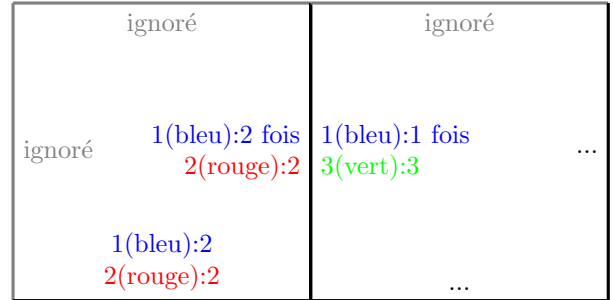 ignoré
ignoré
1(bleu):2 fois
2(rouge):2
ignoré
1(bleu):2
2(rouge):2
1(bleu):1 fois
3(vert):3
...
...